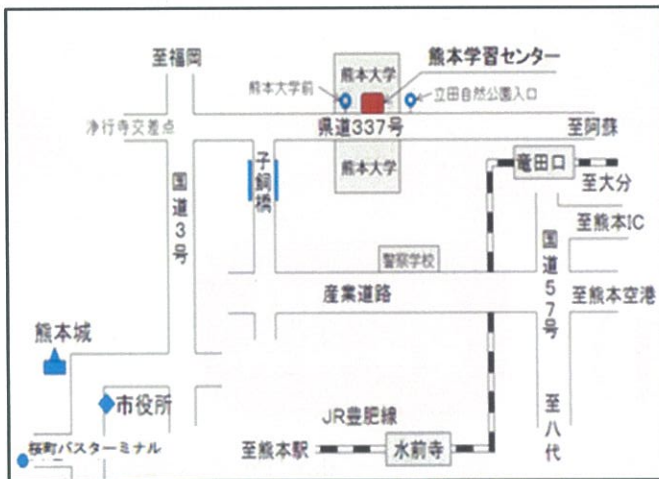 至福岡
熊本大学
熊本学習センター
熊本大学前
立田自然公園入口
浄行寺交差点
県道337号
至阿蘇
熊本大学
子飼橋
竜田口
至大分
国道3号
至熊本IC
国道57号
警察学校
産業道路
至熊本空港
熊本城
市役所
JR豊肥線
至八代
桜町バスターミナル
至熊本駅
水前寺